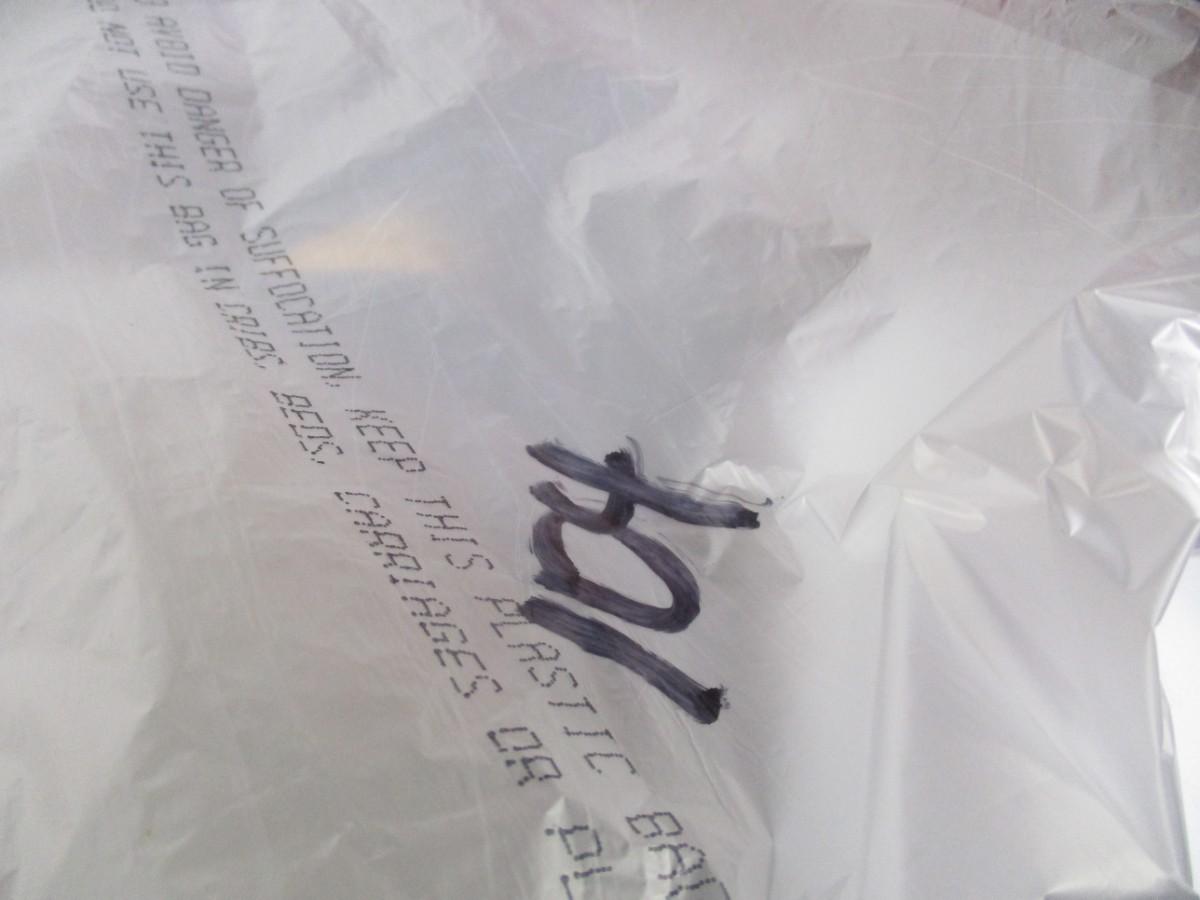 AVOID DANGER OF SUFFOCATION, KEEP THIS PLASTIC
NOT USE THIS BAG IN CRIBS, BEDS, CARRIAGES OR